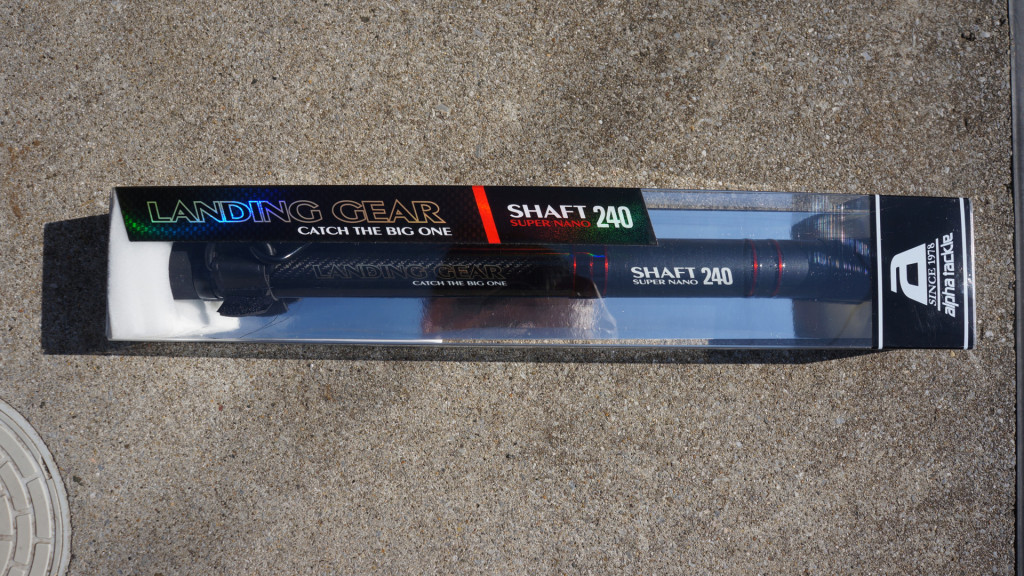 LANDING GEAR
CATCH THE BIG ONE
SHAFT 240
SUPER NANO
LANDING GEAR
CATCH THE BIG ONE
SHAFT 240
SUPER NANO
SINCE 1978
alpha tackle